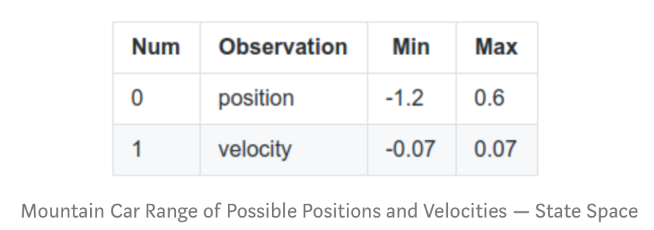 Num Observation Min Max
0 position -1.2 0.6
1 velocity -0.07 0.07
Mountain Car Range of Possible Positions and Velocities — State Space